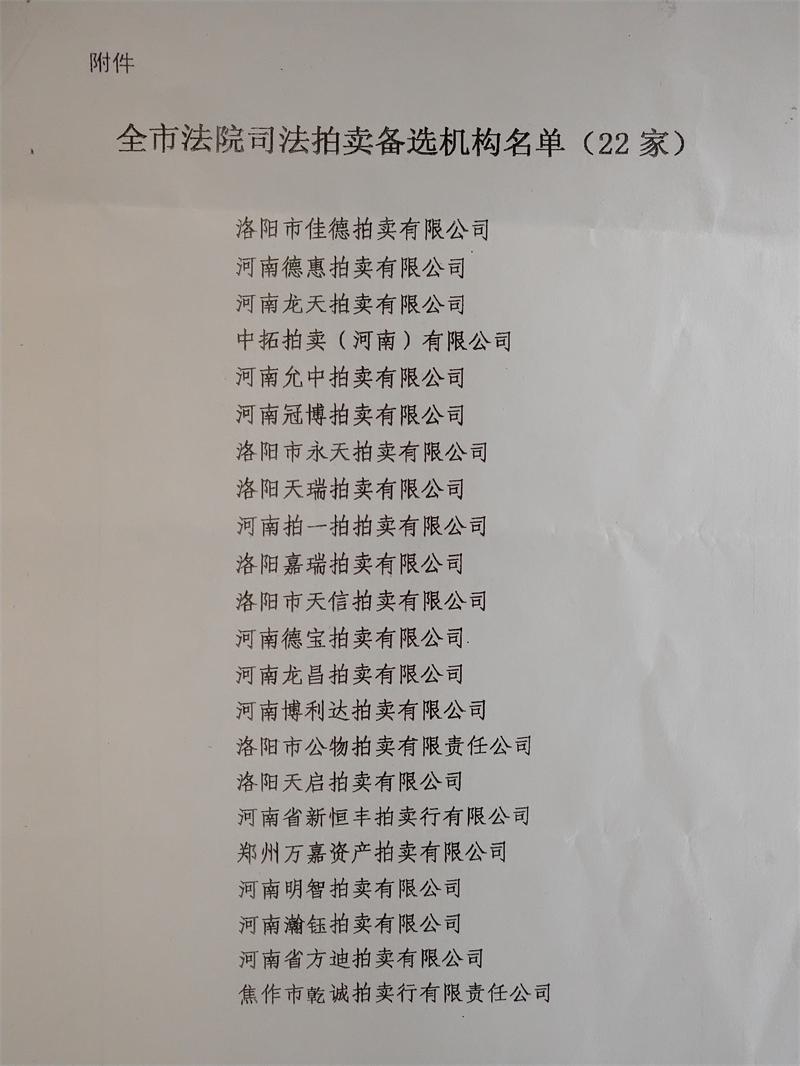 附件
全市法院司法拍卖备选机构名单（22家）
洛阳市佳德拍卖有限公司
河南德惠拍卖有限公司
河南龙天拍卖有限公司
中拓拍卖（河南）有限公司
河南允中拍卖有限公司
河南冠博拍卖有限公司
洛阳市永天拍卖有限公司
洛阳天瑞拍卖有限公司
河南拍一拍拍卖有限公司
洛阳嘉瑞拍卖有限公司
洛阳市天信拍卖有限公司
河南德宝拍卖有限公司
河南龙昌拍卖有限公司
河南博利达拍卖有限公司
洛阳市公物拍卖有限责任公司
洛阳天启拍卖有限公司
河南省新恒丰拍卖行有限公司
郑州万嘉资产拍卖有限公司
河南明智拍卖有限公司
河南瀚钰拍卖有限公司
河南省方迪拍卖有限公司
焦作市乾诚拍卖行有限责任公司